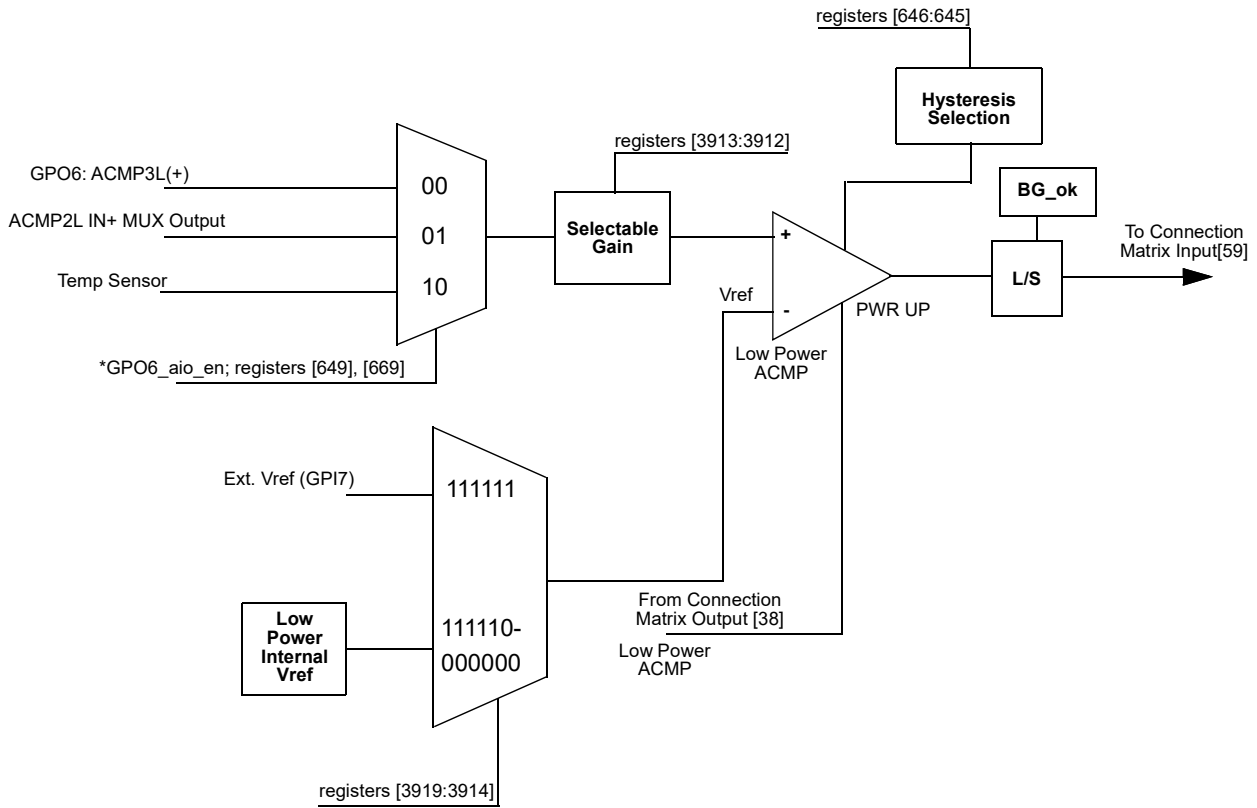 registers [646:645]
Hysteresis
Selection
registers [3913:3912]
GPO6: ACMP3L(+)
00
BG_ok
ACMP2L IN+ MUX Output
01
Selectable
Gain
+
To Connection
Matrix Input[59]
Temp Sensor
10
L/S
Vref
-
PWR UP
Low Power
ACMP
*GPO6_aio_en; registers [649], [669]
Ext. Vref (GPI7)
111111
From Connection
Matrix Output [38]
Low
Power
Internal
Vref
111110-
000000
Low Power
ACMP
registers [3919:3914]